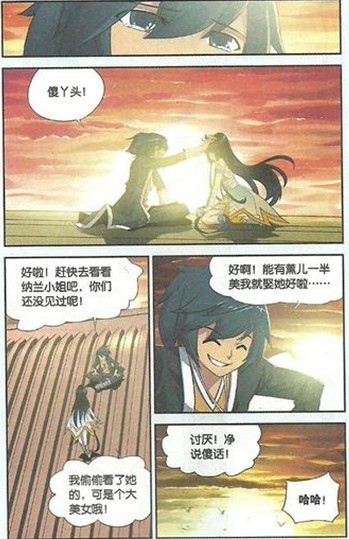 傻丫头！
好啦！赶快去看看
纳兰小姐吧，你们
还没见过呢！
我偷偷看了她
的，可是个大
美女哦！
好啊！能有薰儿一半
美我就娶她好啦……
讨厌！净
说傻话！
哈哈！